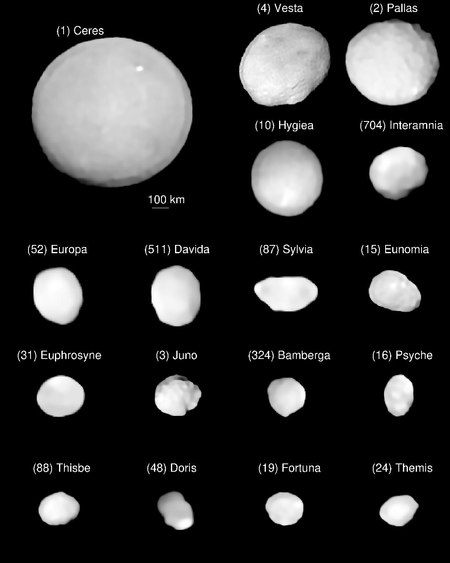 (1) Ceres
(4) Vesta
(2) Pallas
(10) Hygiea
(704) Interamnia
100 km
(52) Europa
(511) Davida
(87) Sylvia
(15) Eunomia
(31) Euphrosyne
(3) Juno
(324) Bamberga
(16) Psyche
(88) Thisbe
(48) Doris
(19) Fortuna
(24) Themis